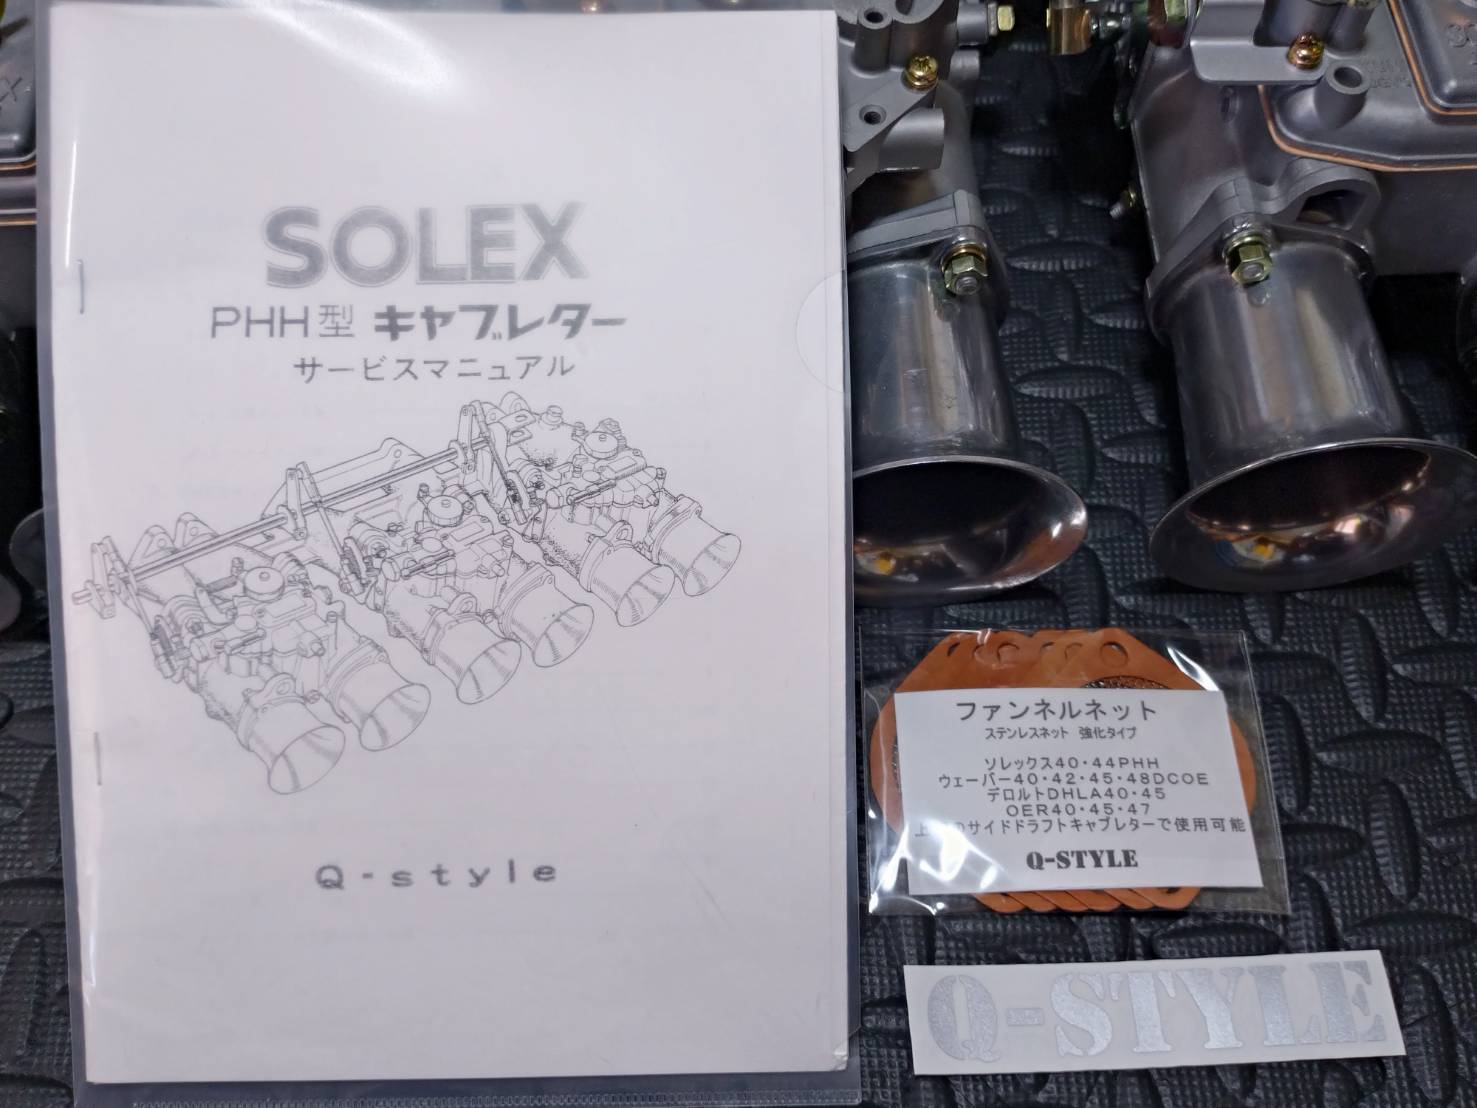 SOLEX
PHH型 キャブレター
サービスマニュアル
Q-style
ファンネルネット
ステンレスネット 強化タイプ
ソレックス40・44PHH
ウェーバー40・42・45・48DCOE
デロルトDHLA40・45
OER40・45・47
のサイドドラフトキャブレターで使用可能
Q-STYLE
Q-STYLE